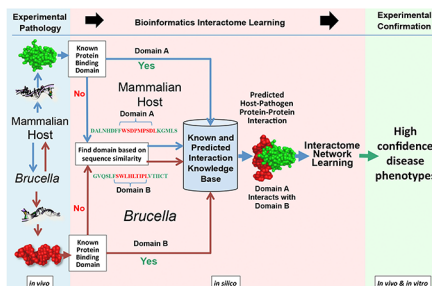 Experimental
Pathology
Bioinformatics Interactome Learning
Experimental
Confirmation
Known
Protein
Binding
Domain
Domain A
Yes
No
Mammalian
Host
Domain A
DALNHDFFWSDPMPSDLKGMLS
Find domain based on
sequence similarity
GVQSLFSWLHLTIPLVTHCT
Domain B
Brucella
Mammalian
Host
Brucella
No
Known
Protein
Binding
Domain
Domain B
Yes
Known and
Predicted
Interaction
Knowledge
Base
Predicted
Host-Pathogen
Protein-Protein
Interaction
Domain A
Interacts with
Domain B
Interactome
Network
Learning
High
confidence
disease
phenotypes
in vivo
in silico
In vivo & in vitro